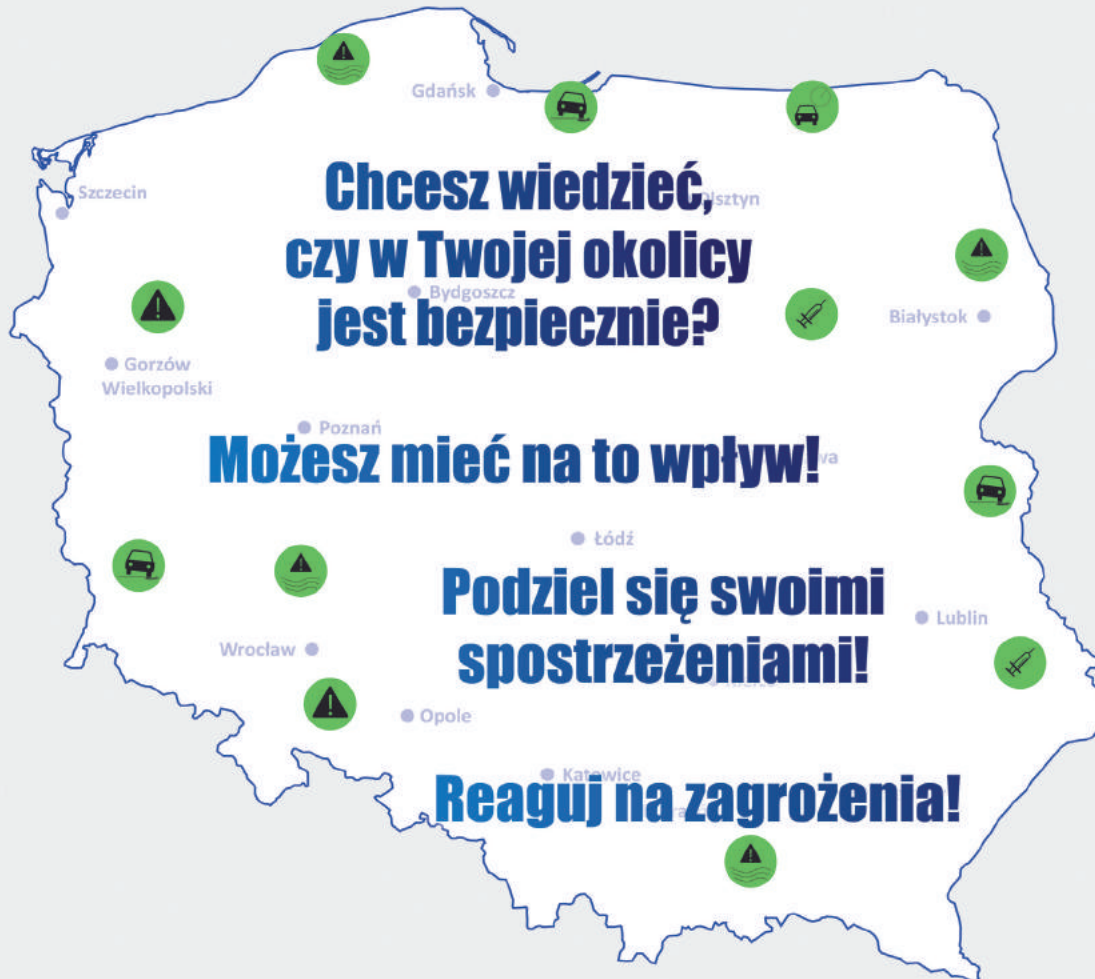 Gdańsk
Szczecin
Chcesz wiedzieć,
czy w Twojej okolicy
Bydgoszcz
jest bezpiecznie?
Białystok
Gorzów
Wielkopolski
Poznań
Możesz mieć na to wpływ!
Łódź
Podziel się swoimi
Lublin
Wrocław
spostrzeżeniami!
Opole
Katowice
Reaguj na zagrożenia!